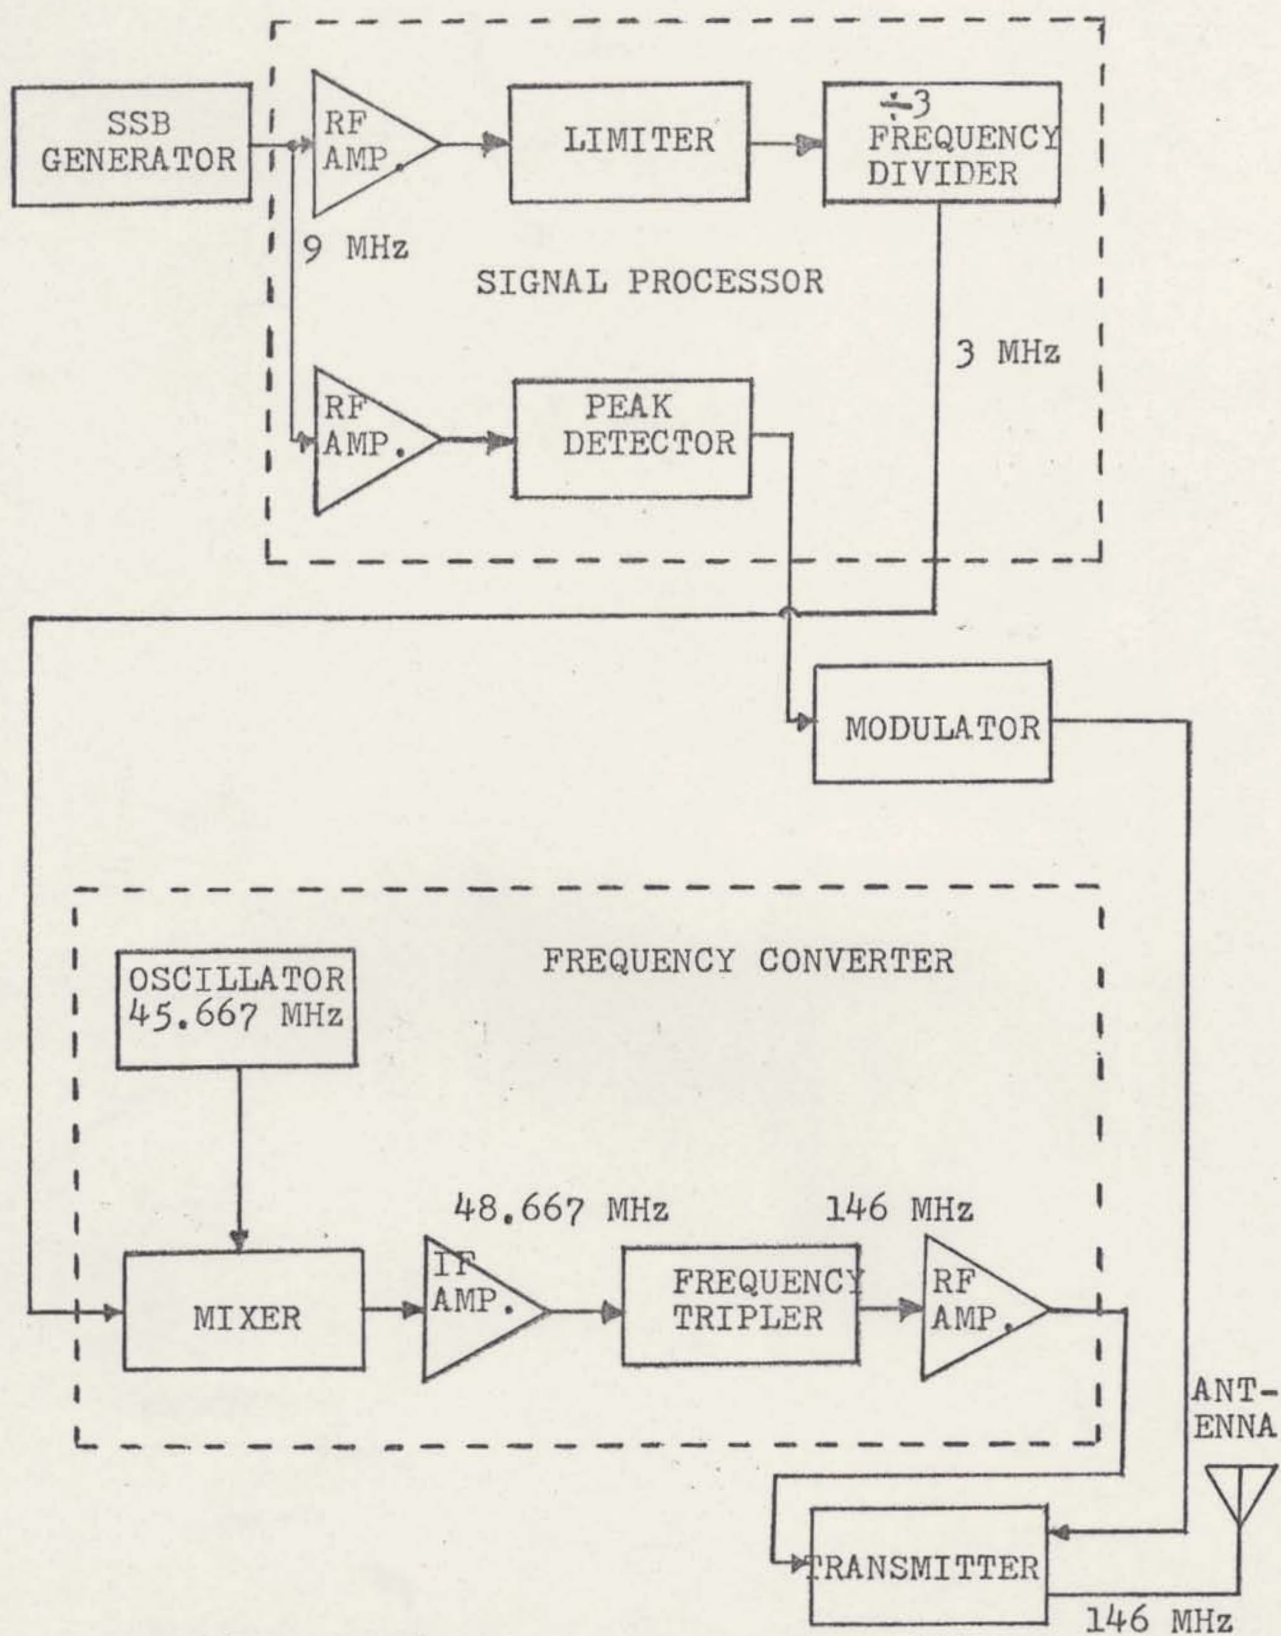 SSB
GENERATOR
RF
AMP.
LIMITER
÷3
FREQUENCY
DIVIDER
9 MHz
SIGNAL PROCESSOR
3 MHz
RF
AMP.
PEAK
DETECTOR
MODULATOR
OSCILLATOR
45.667 MHz
FREQUENCY CONVERTER
48.667 MHz
146 MHz
MIXER
IF
AMP.
FREQUENCY
TRIPLER
RF
AMP.
ANT-
ENNA
TRANSMITTER
146 MHz